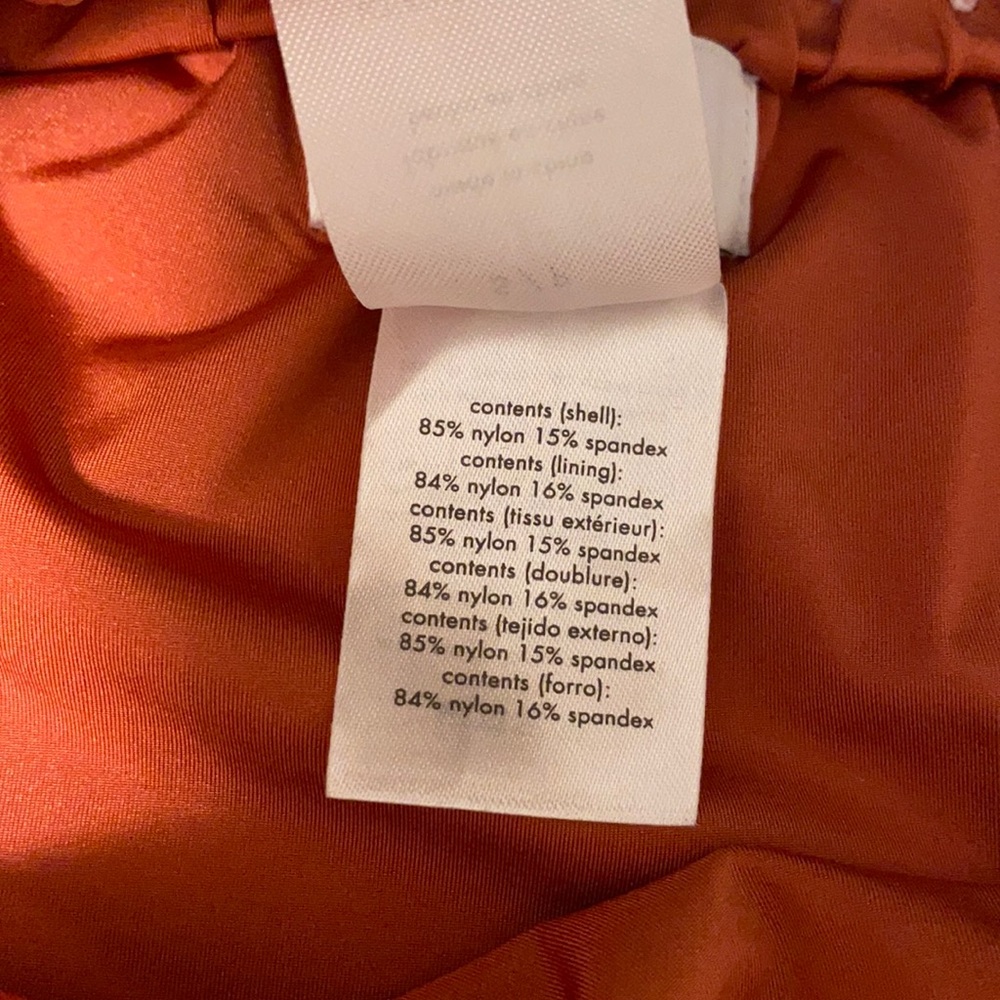 contents (shell):
85% nylon 15% spandex
contents (lining):
84% nylon 16% spandex
contents (tissu extérieur):
85% nylon 15% spandex
contents (doublure):
84% nylon 16% spandex
contents (tejido externo):
85% nylon 15% spandex
contents (forro):
84% nylon 16% spandex